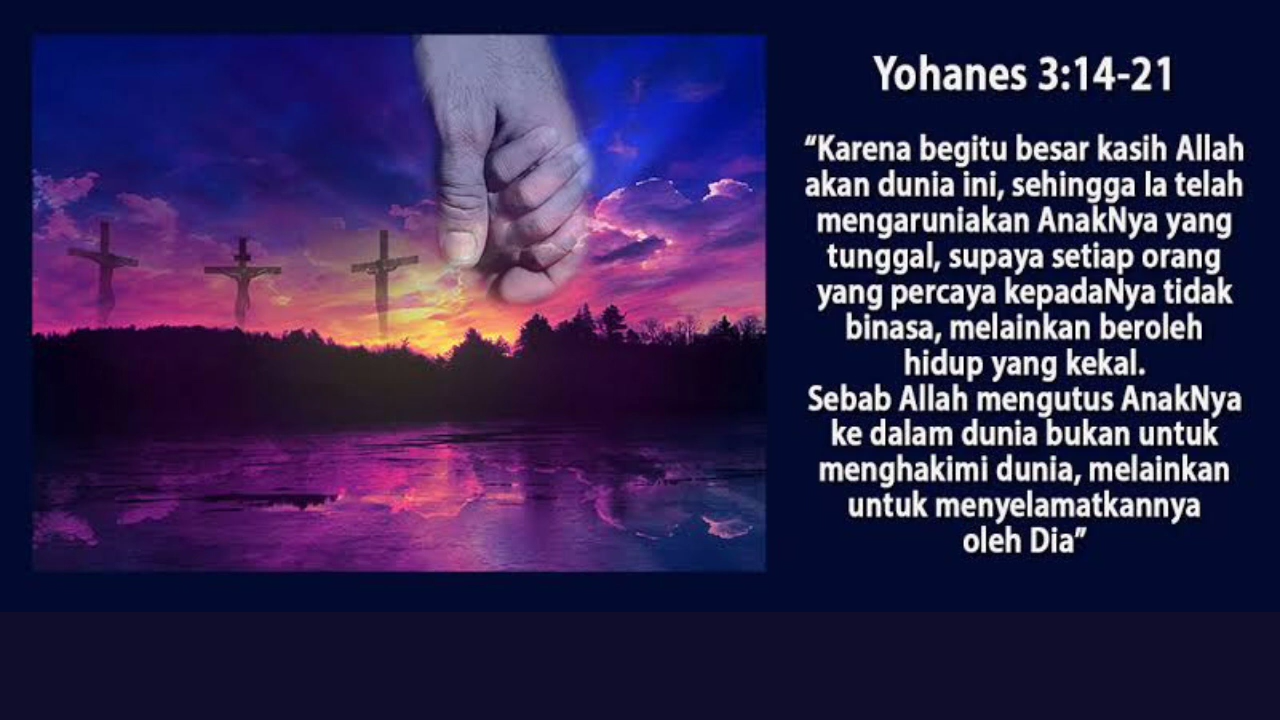 Yohanes 3:14-21
“Karena begitu besar kasih Allah
akan dunia ini, sehingga Ia telah
mengaruniakan AnakNya yang
tunggal, supaya setiap orang
yang percaya kepadaNya tidak
binasa, melainkan beroleh
hidup yang kekal.
Sebab Allah mengutus AnakNya
ke dalam dunia bukan untuk
menghakimi dunia, melainkan
untuk menyelamatkannya
oleh Dia”